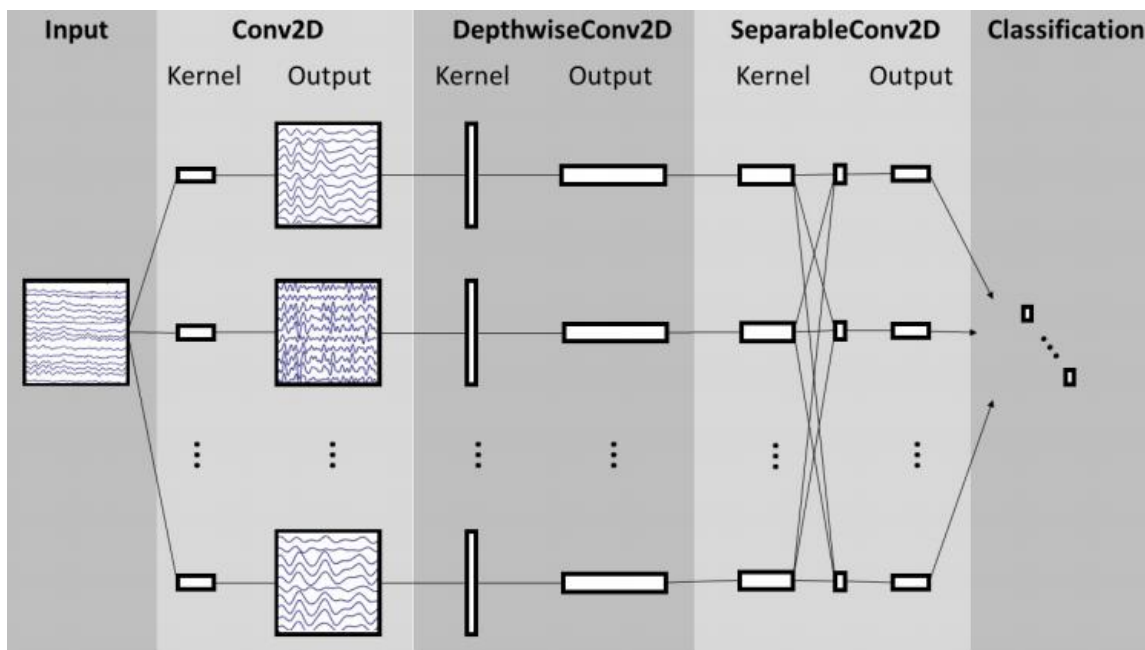 Input Conv2D DepthwiseConv2D SeparableConv2D Classification
Kernel Output Kernel Output Kernel Output